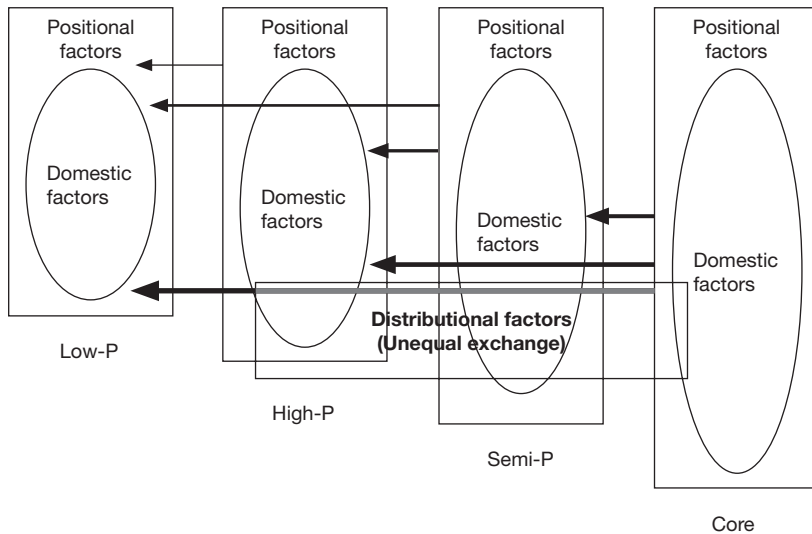 Positional
factors
Positional
factors
Positional
factors
Positional
factors
Domestic
factors
Domestic
factors
Domestic
factors
Domestic
factors
Distributional factors
(Unequal exchange)
Low-P
High-P
Semi-P
Core